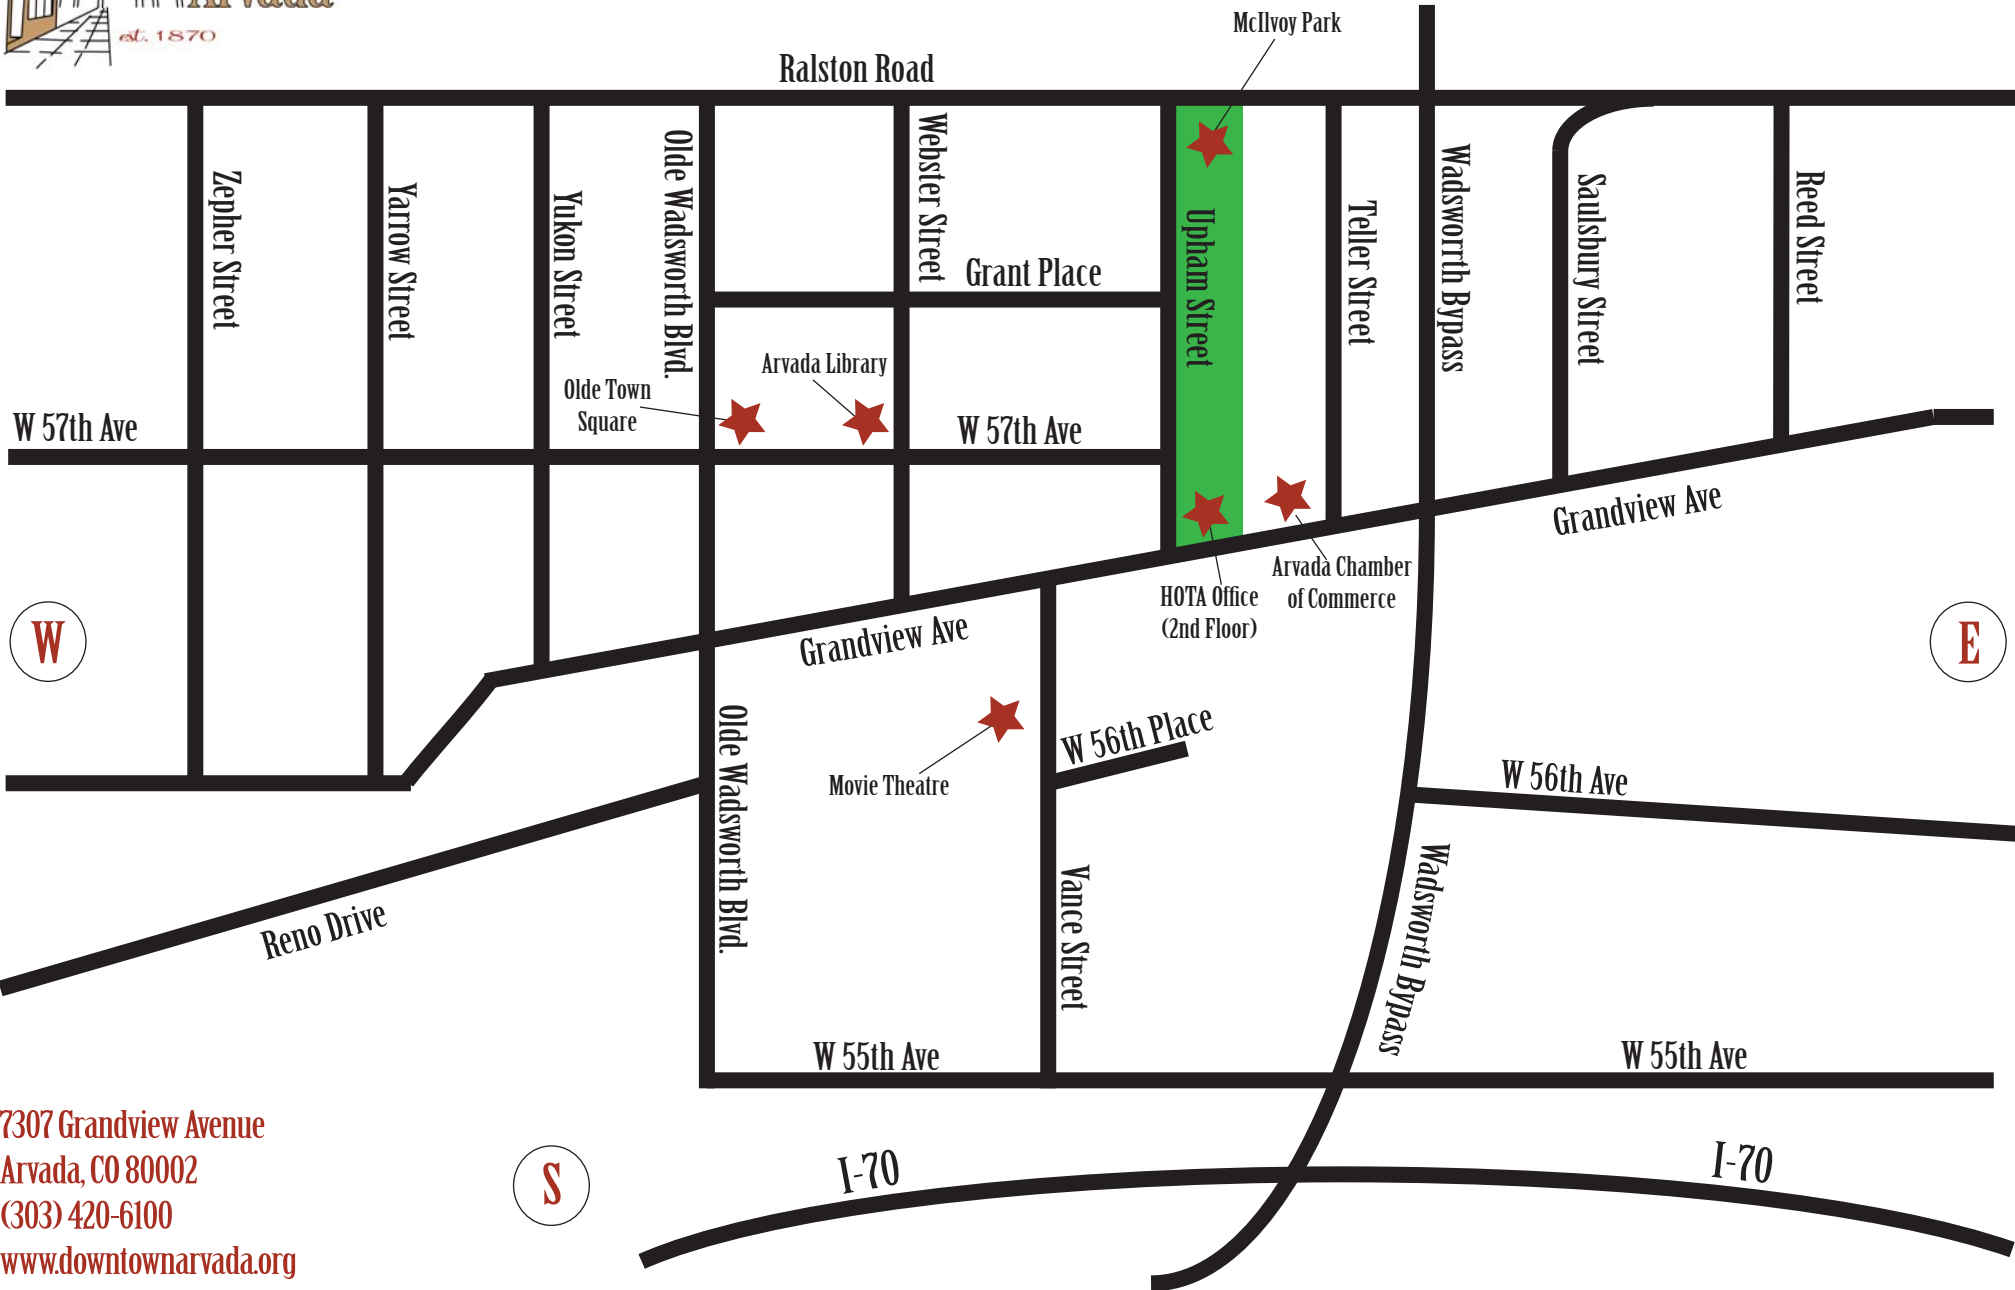 Arvada
est. 1870
McIlvoy Park
Ralston Road
Zepher Street
Yarrow Street
Yukon Street
Olde Wadsworth Blvd.
Webster Street
Upham Street
Teller Street
Wadsworth Bypass
Saulsbury Street
Reed Street
Grant Place
Arvada Library
Olde Town
Square
W 57th Ave
W 57th Ave
Grandview Ave
Arvada Chamber
of Commerce
HOTA Office
(2nd Floor)
Grandview Ave
W
E
Olde Wadsworth Blvd.
Movie Theatre
W 56th Place
W 56th Ave
Vance Street
Wadsworth Bypass
Reno Drive
W 55th Ave
W 55th Ave
7307 Grandview Avenue
Arvada, CO 80002
(303) 420-6100
www.downtownarvada.org
S
I-70
I-70